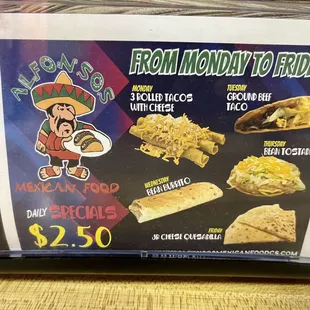 ALFONSOS
MEXICAN FOOD
DAILY SPECIALS
$2.50
FROM MONDAY TO FRID
MONDAY
3 ROLLED TACOS
WITH CHEESE
TUESDAY
GROUND BEEF
TACO
WEDNESDAY
BEAN BURRITO
THURSDAY
BEAN TOSTA
FRIDAY
JR CHEESE QUESADILLA